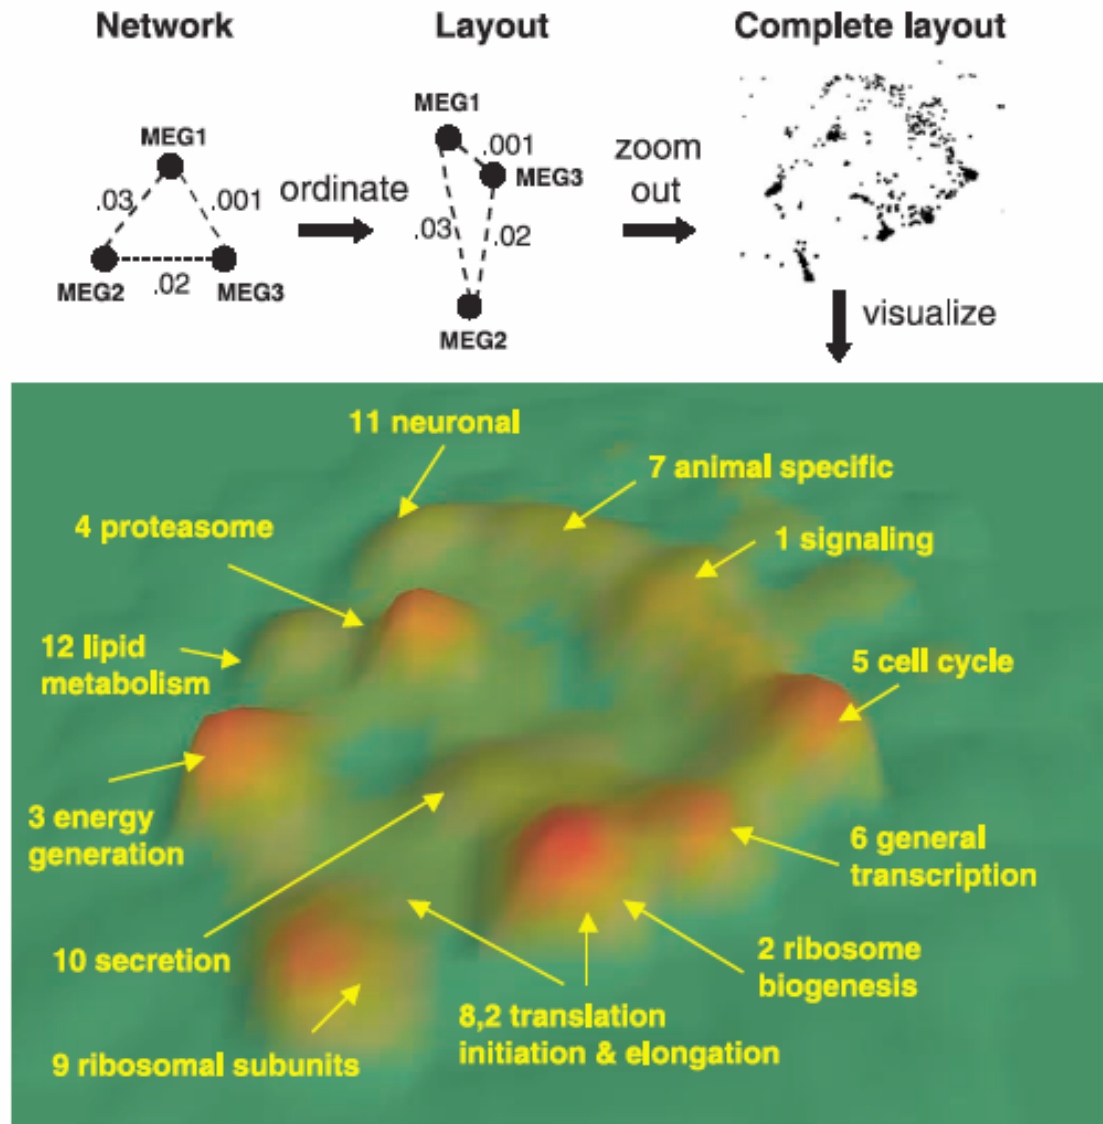 Network
Layout
Complete layout
MEG1
.03
.001
MEG2
.02
MEG3
ordinate
MEG1
.001
MEG3
.03
.02
MEG2
zoom
out
visualize
11 neuronal
7 animal specific
4 proteasome
1 signaling
12 lipid
metabolism
5 cell cycle
3 energy
generation
6 general
transcription
10 secretion
2 ribosome
biogenesis
8,2 translation
initiation & elongation
9 ribosomal subunits